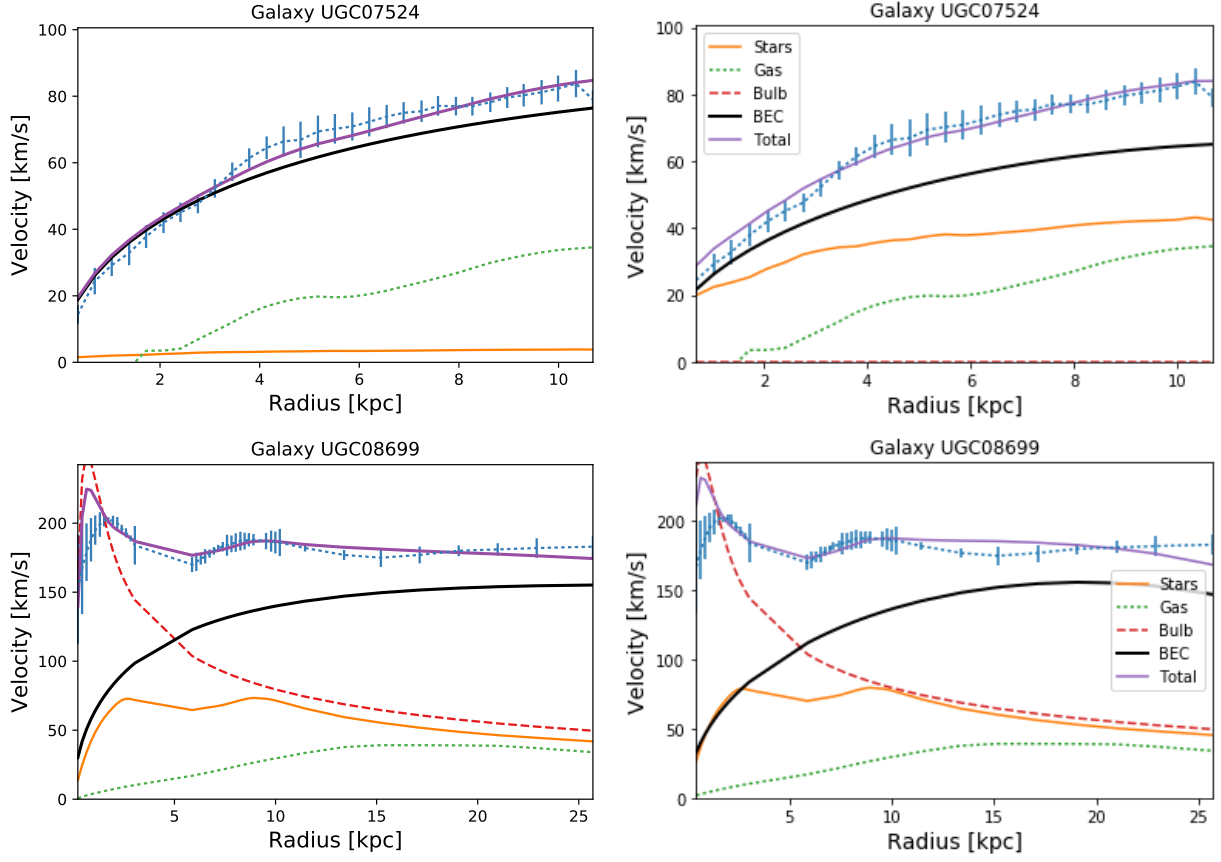 Galaxy UGC07524
Velocity [km/s]
100
80
60
40
20
0
2
4
6
8
10
Radius [kpc]
Galaxy UGC07524
Velocity [km/s]
100
80
60
40
20
0
Stars
Gas
Bulb
BEC
Total
2
4
6
8
10
Radius [kpc]
Galaxy UGC08699
Velocity [km/s]
200
150
100
50
0
5
10
15
20
25
Radius [kpc]
Galaxy UGC08699
Velocity [km/s]
200
150
100
50
0
Stars
Gas
Bulb
BEC
Total
5
10
15
20
25
Radius [kpc]